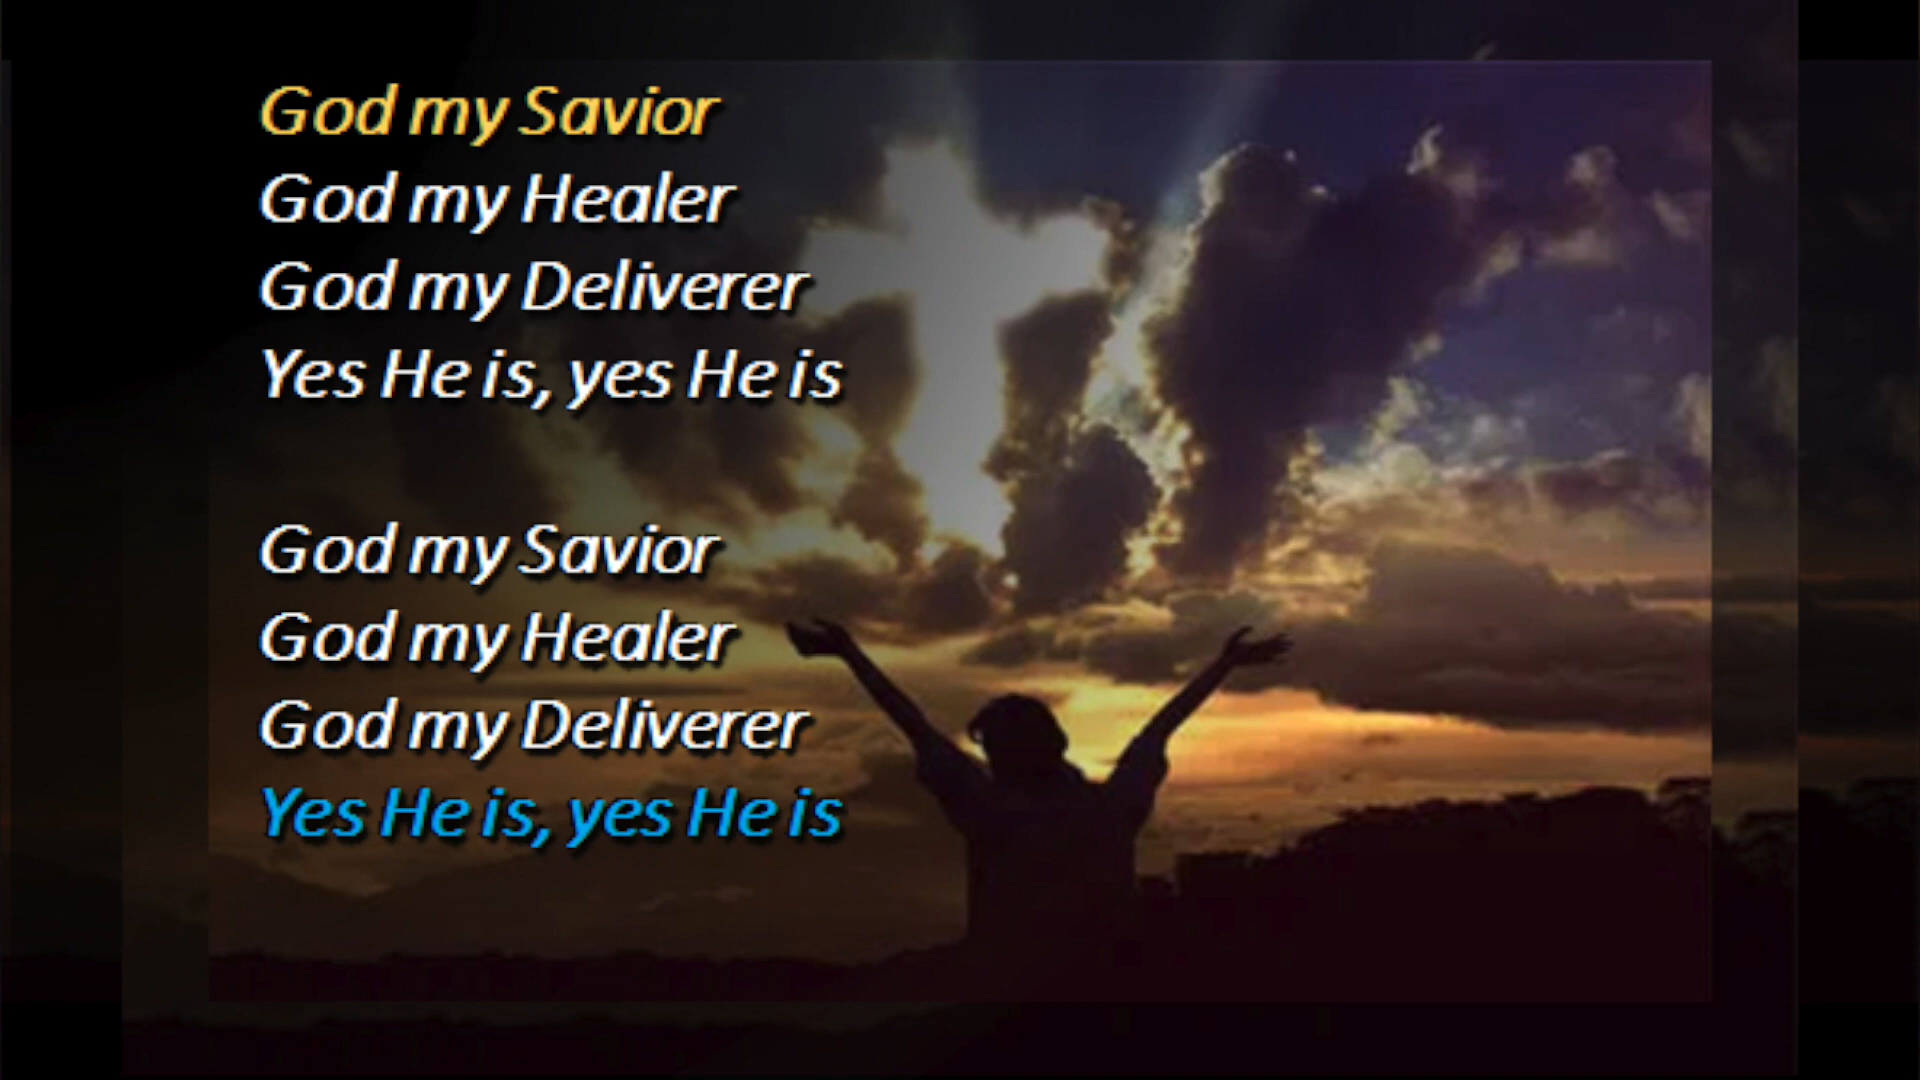 God my Savior
God my Healer
God my Deliverer
Yes He is, yes He is
God my Savior
God my Healer
God my Deliverer
Yes He is, yes He is